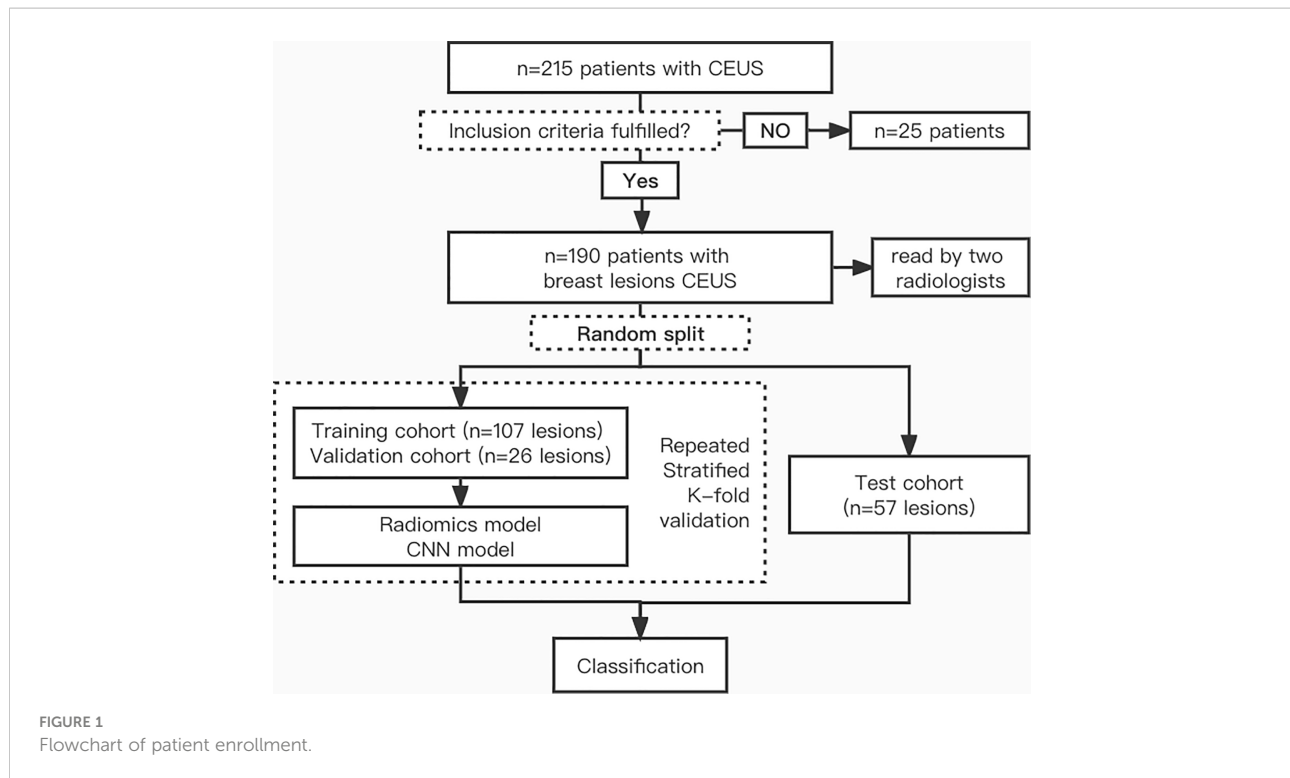 n=215 patients with CEUS
Inclusion criteria fulfilled?
NO
n=25 patients
Yes
n=190 patients with
breast lesions CEUS
read by two
radiologists
Random split
Training cohort (n=107 lesions)
Validation cohort (n=26 lesions)
Repeated
Stratified
K–fold
validation
Radiomics model
CNN model
Test cohort
(n=57 lesions)
Classification
FIGURE 1
Flowchart of patient enrollment.